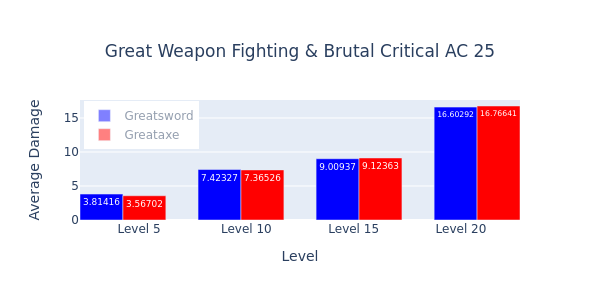 Great Weapon Fighting & Brutal Critical AC 25
Average Damage
15
10
5
0
Greatsword
Greataxe
3.81416
3.56702
7.42327
7.36526
9.00937
9.12363
16.60292
16.76641
Level 5
Level 10
Level 15
Level 20
Level